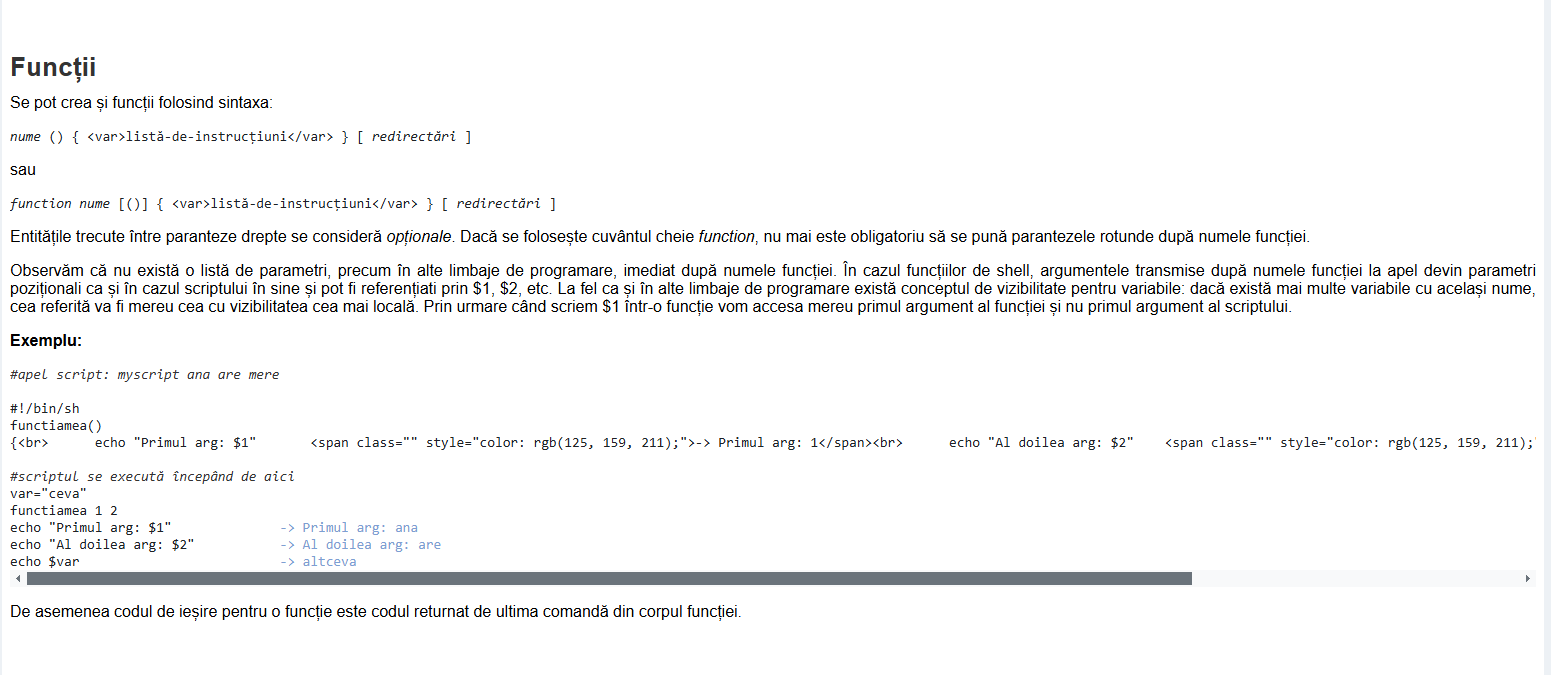 Funcții
Se pot crea și funcții folosind sintaxa:
nume () { <var>listă-de-instrucțiuni</var> } [ redirectări ]
sau
function nume [()] { <var>listă-de-instrucțiuni</var> } [ redirectări ]
Entitățile trecute între paranteze drepte se consideră opționale. Dacă se folosește cuvântul cheie function, nu mai este obligatoriu să se pună parantezele rotunde după numele funcției.
Observăm că nu există o listă de parametri, precum în alte limbaje de programare, imediat după numele funcției. În cazul funcțiilor de shell, argumentele transmise după numele funcției la apel devin parametri
poziționali ca și în cazul scriptului în sine și pot fi referențiati prin $1, $2, etc. La fel ca și în alte limbaje de programare există conceptul de vizibilitate pentru variabile: dacă există mai multe variabile cu același nume,
cea referită va fi mereu cea cu vizibilitatea cea mai locală. Prin urmare când scriem $1 într-o funcție vom accesa mereu primul argument al funcției și nu primul argument al scriptului.
Exemplu:
#apel script: myscript ana are mere
#!/bin/sh
functiamea()
{<br>      echo "Primul arg: $1"       <span class="" style="color: rgb(125, 159, 211);">-> Primul arg: 1</span><br>      echo "Al doilea arg: $2"    <span class="" style="color: rgb(125, 159, 211);
#scriptul se execută începând de aici
var="ceva"
functiamea 1 2
echo "Primul arg: $1"              -> Primul arg: ana
echo "Al doilea arg: $2"           -> Al doilea arg: are
echo $var                          -> altceva
De asemenea codul de ieșire pentru o funcție este codul returnat de ultima comandă din corpul funcției.